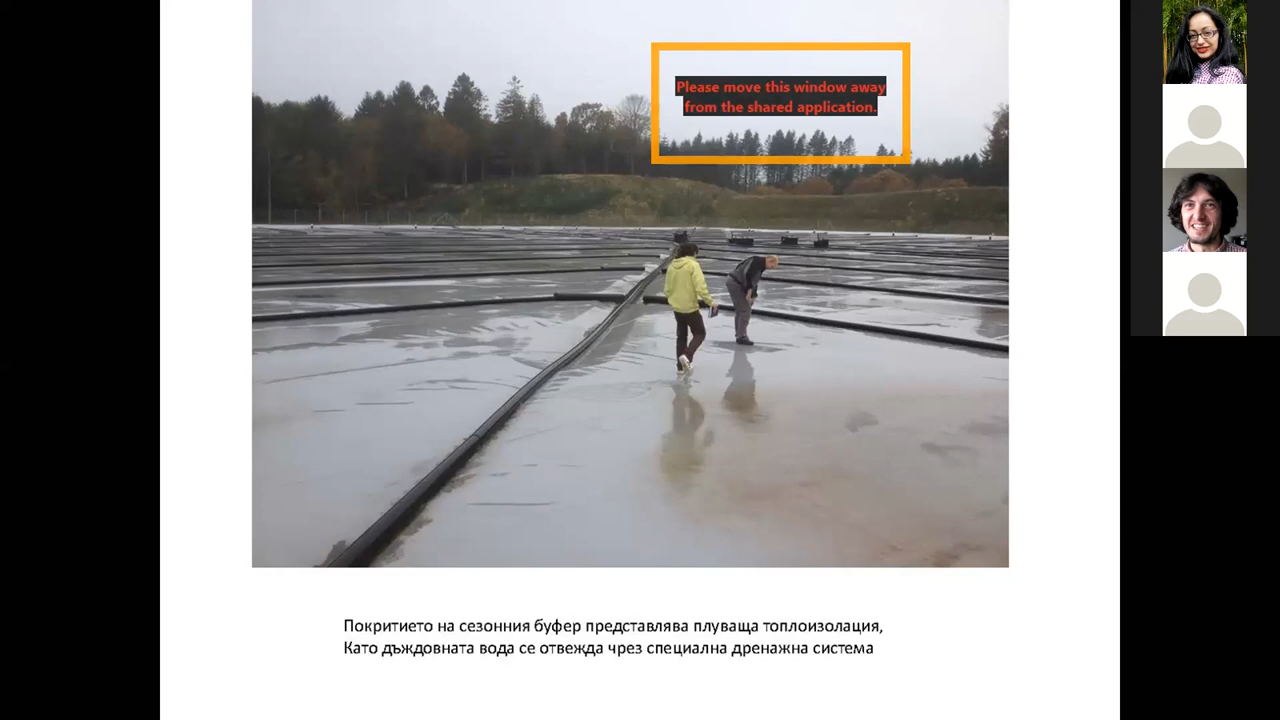 Please move this window away
from the shared application.
Покритието на сезонния буфер представлява плуваща топлоизолация,
Като дъждовната вода се отвежда чрез специална дренажна система